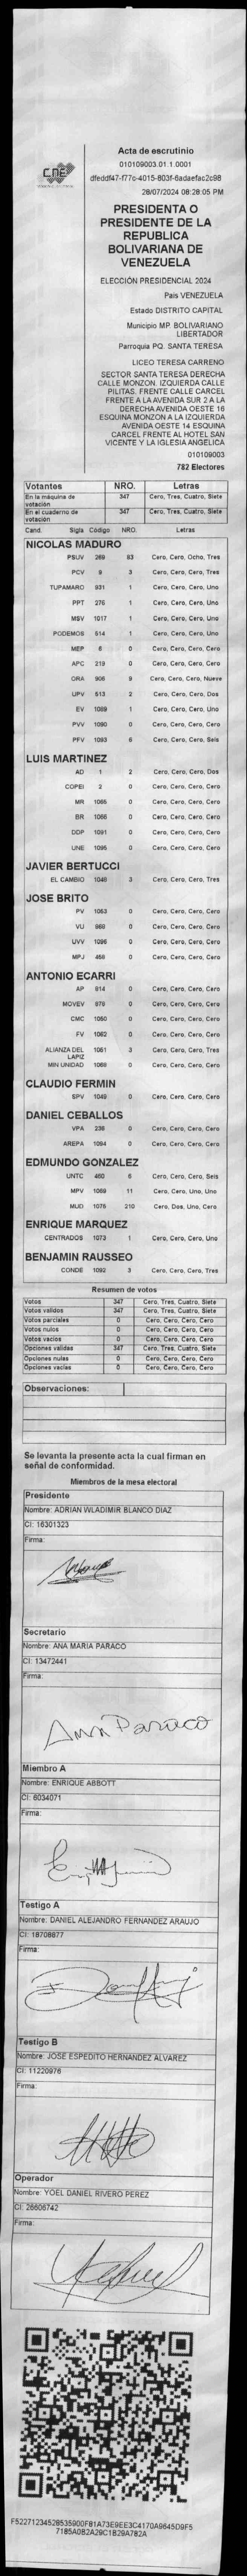 CNE
Acta de escrutinio
010109003.01.1.0001
dfeddf47-f77c-4015-803f-6adaefac2c98
28/07/2024 08:28:05 PM
PRESIDENTA O
PRESIDENTE DE LA
REPUBLICA
BOLIVARIANA DE
VENEZUELA
ELECCIÓN PRESIDENCIAL 2024
Pais VENEZUELA
Estado DISTRITO CAPITAL
Municipio MP. BOLIVARIANO
LIBERTADOR
Parroquia PQ. SANTA TERESA
LICEO TERESA CARRENO
SECTOR SANTA TERESA DERECHA
CALLE MONZON. IZQUIERDA CALLE
PILITAS. FRENTE CALLE CARCEL
FRENTE A LA AVENIDA SUR 2 A LA
DERECHA AVENIDA OESTE 16
ESQUINA MONZON A LA IZQUIERDA
AVENIDA OESTE 14 ESQUINA
CARCEL FRENTE AL HOTEL SAN
VICENTE Y LA IGLESIA ANGELICA
010109003
782 Electores
Votantes NRO. Letras
En la máquina de votación 347 Cero, Tres, Cuatro, Siete
En el cuaderno de votación 347 Cero, Tres, Cuatro, Siete
Cand. Sigla Código NRO. Letras
NICOLAS MADURO
PSUV 269 83 Cero, Cero, Ocho, Tres
PCV 9 3 Cero, Cero, Cero, Tres
TUPAMARO 931 1 Cero, Cero, Cero, Uno
PPT 276 1 Cero, Cero, Cero, Uno
MSV 1017 1 Cero, Cero, Cero, Uno
PODEMOS 514 1 Cero, Cero, Cero, Uno
MEP 6 0 Cero, Cero, Cero, Cero
APC 219 0 Cero, Cero, Cero, Cero
ORA 906 9 Cero, Cero, Cero, Nueve
UPV 613 2 Cero, Cero, Cero, Dos
EV 1089 1 Cero, Cero, Cero, Uno
PVV 1090 0 Cero, Cero, Cero, Cero
PFV 1093 6 Cero, Cero, Cero, Seis
LUIS MARTINEZ
AD 1 2 Cero, Cero, Cero, Dos
COPEI 2 0 Cero, Cero, Cero, Cero
MR 1065 0 Cero, Cero, Cero, Cero
BR 1066 0 Cero, Cero, Cero, Cero
DDP 1091 0 Cero, Cero, Cero, Cero
UNE 1095 0 Cero, Cero, Cero, Cero
JAVIER BERTUCCI
EL CAMBIO 1048 3 Cero, Cero, Cero, Tres
JOSE BRITO
PV 1053 0 Cero, Cero, Cero, Cero
VU 969 0 Cero, Cero, Cero, Cero
UVV 1096 0 Cero, Cero, Cero, Cero
MPJ 458 0 Cero, Cero, Cero, Cero
ANTONIO ECARRI
AP 914 0 Cero, Cero, Cero, Cero
MOVEV 979 0 Cero, Cero, Cero, Cero
CMC 1050 0 Cero, Cero, Cero, Cero
FV 1062 0 Cero, Cero, Cero, Cero
ALIANZA DEL LAPIZ 1051 3 Cero, Cero, Cero, Tres
MIN UNIDAD 1068 0 Cero, Cero, Cero, Cero
CLAUDIO FERMIN
SPV 1049 0 Cero, Cero, Cero, Cero
DANIEL CEBALLOS
VPA 238 0 Cero, Cero, Cero, Cero
AREPA 1094 0 Cero, Cero, Cero, Cero
EDMUNDO GONZALEZ
UNTC 460 6 Cero, Cero, Cero, Seis
MPV 1069 11 Cero, Cero, Uno, Uno
MUD 1076 210 Cero, Dos, Uno, Cero
ENRIQUE MARQUEZ
CENTRADOS 1073 1 Cero, Cero, Cero, Uno
BENJAMIN RAUSSEO
CONDE 1092 3 Cero, Cero, Cero, Tres
Resumen de votos
Votos 347 Cero, Tres, Cuatro, Siete
Votos validos 347 Cero, Tres, Cuatro, Siete
Votos parciales 0 Cero, Cero, Cero, Cero
Votos nulos 0 Cero, Cero, Cero, Cero
Votos vacios 0 Cero, Cero, Cero, Cero
Opciones validas 347 Cero, Tres, Cuatro, Siete
Opciones nulas 0 Cero, Cero, Cero, Cero
Opciones vacias 0 Cero, Cero, Cero, Cero
Observaciones:
Se levanta la presente acta la cual firman en
señal de conformidad.
Miembros de la mesa electoral
Presidente
Nombre: ADRIAN WLADIMIR BLANCO DIAZ
CI: 16301323
Firma:
Secretario
Nombre: ANA MARIA PARACO
CI: 13472441
Firma:
Ana Paraco
Miembro A
Nombre: ENRIQUE ABBOTT
CI: 6034071
Firma:
Testigo A
Nombre: DANIEL ALEJANDRO FERNANDEZ ARAUJO
CI: 18708877
Firma:
Testigo B
Nombre: JOSE ESPEDITO HERNANDEZ ALVAREZ
CI: 11220976
Firma:
Operador
Nombre: YOEL DANIEL RIVERO PEREZ
CI: 26606742
Firma:
F52271234528535900F81A73E9EE3C4170A9645D9F5
7185A0B2A29C1B29A782A